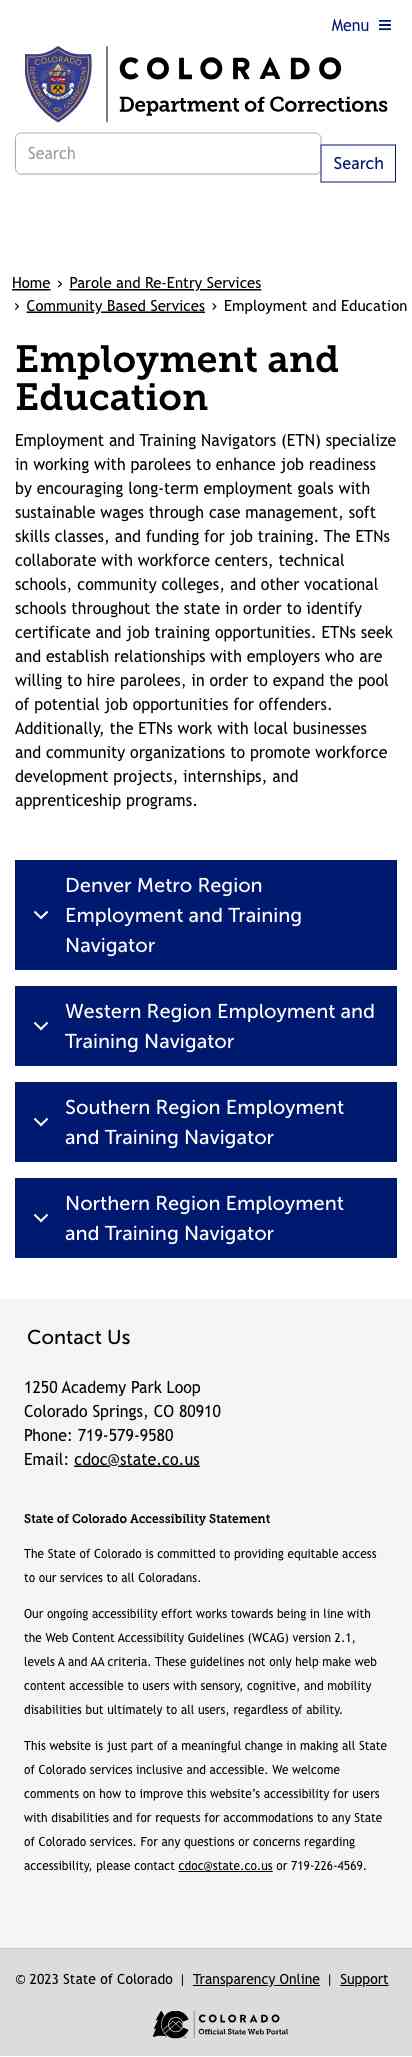 Menu
COLORADO
COLORADO
Department of Corrections
Search
Search
Home › Parole and Re-Entry Services
› Community Based Services › Employment and Education
Employment and
Education
Employment and Training Navigators (ETN) specialize
in working with parolees to enhance job readiness
by encouraging long-term employment goals with
sustainable wages through case management, soft
skills classes, and funding for job training. The ETNs
collaborate with workforce centers, technical
schools, community colleges, and other vocational
schools throughout the state in order to identify
certificate and job training opportunities. ETNs seek
and establish relationships with employers who are
willing to hire parolees, in order to expand the pool
of potential job opportunities for offenders.
Additionally, the ETNs work with local businesses
and community organizations to promote workforce
development projects, internships, and
apprenticeship programs.
Denver Metro Region
Employment and Training
Navigator
Western Region Employment and
Training Navigator
Southern Region Employment
and Training Navigator
Northern Region Employment
and Training Navigator
Contact Us
1250 Academy Park Loop
Colorado Springs, CO 80910
Phone: 719-579-9580
Email: cdoc@state.co.us
State of Colorado Accessibility Statement
The State of Colorado is committed to providing equitable access
to our services to all Coloradans.
Our ongoing accessibility effort works towards being in line with
the Web Content Accessibility Guidelines (WCAG) version 2.1,
levels A and AA criteria. These guidelines not only help make web
content accessible to users with sensory, cognitive, and mobility
disabilities but ultimately to all users, regardless of ability.
This website is just part of a meaningful change in making all State
of Colorado services inclusive and accessible. We welcome
comments on how to improve this website's accessibility for users
with disabilities and for requests for accommodations to any State
of Colorado services. For any questions or concerns regarding
accessibility, please contact cdoc@state.co.us or 719-226-4569.
© 2023 State of Colorado | Transparency Online | Support
COLORADO
Official State Web Portal